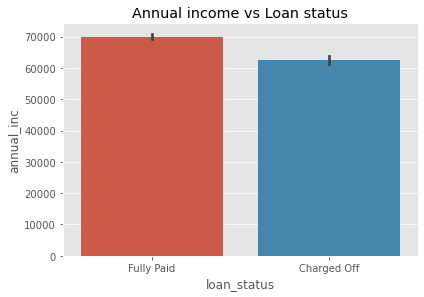 Annual income vs Loan status
70000
60000
50000
40000
30000
20000
10000
0
annual_inc
Fully Paid
Charged Off
loan_status